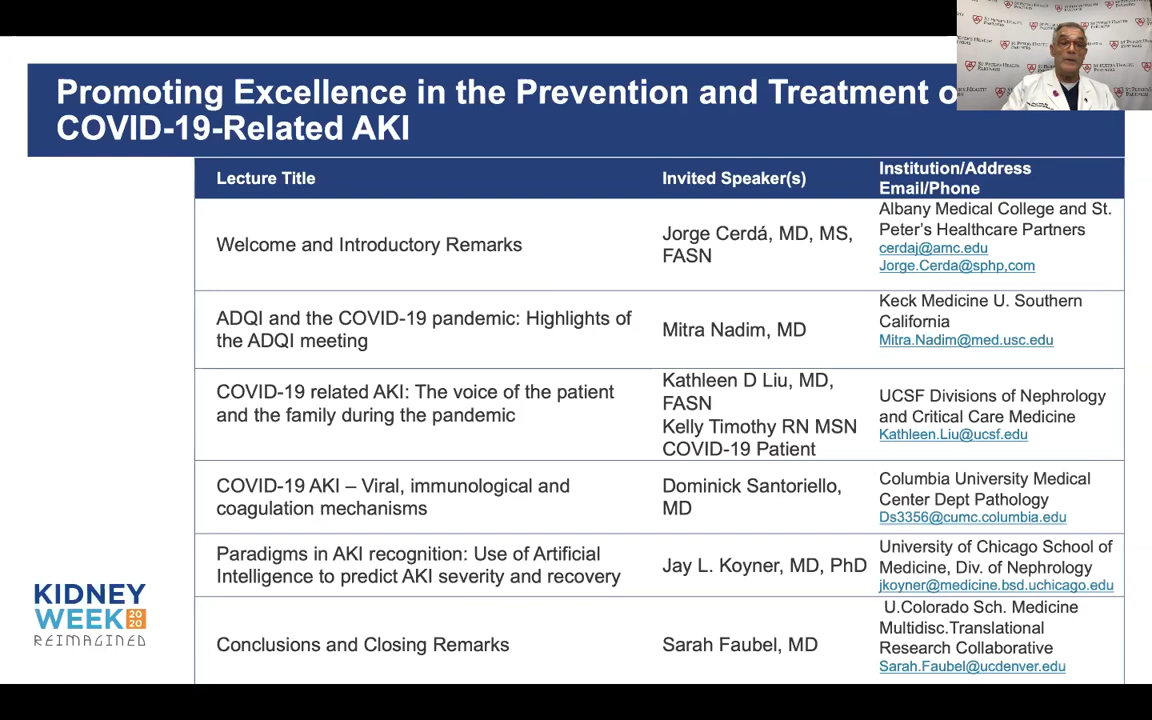 Promoting Excellence in the Prevention and Treatment o
COVID-19-Related AKI
Lecture Title
Invited Speaker(s)
Institution/Address
Email/Phone
Welcome and Introductory Remarks
Jorge Cerdá, MD, MS,
FASN
Albany Medical College and St.
Peter's Healthcare Partners
cerdaj@amc.edu
Jorge.Cerda@sphp,com
ADQI and the COVID-19 pandemic: Highlights of
the ADQI meeting
Mitra Nadim, MD
Keck Medicine U. Southern
California
Mitra.Nadim@med.usc.edu
COVID-19 related AKI: The voice of the patient
and the family during the pandemic
Kathleen D Liu, MD,
FASN
Kelly Timothy RN MSN
COVID-19 Patient
UCSF Divisions of Nephrology
and Critical Care Medicine
Kathleen.Liu@ucsf.edu
COVID-19 AKI – Viral, immunological and
coagulation mechanisms
Dominick Santoriello,
MD
Columbia University Medical
Center Dept Pathology
Ds3356@cumc.columbia.edu
Paradigms in AKI recognition: Use of Artificial
Intelligence to predict AKI severity and recovery
Jay L. Koyner, MD, PhD
University of Chicago School of
Medicine, Div. of Nephrology
jkoyner@medicine.bsd.uchicago.edu
Conclusions and Closing Remarks
Sarah Faubel, MD
U.Colorado Sch. Medicine
Multidisc.Translational
Research Collaborative
Sarah.Faubel@ucdenver.edu
KIDNEY
WEEK 2020
REIMAGINED
St Peter's Health
Partners